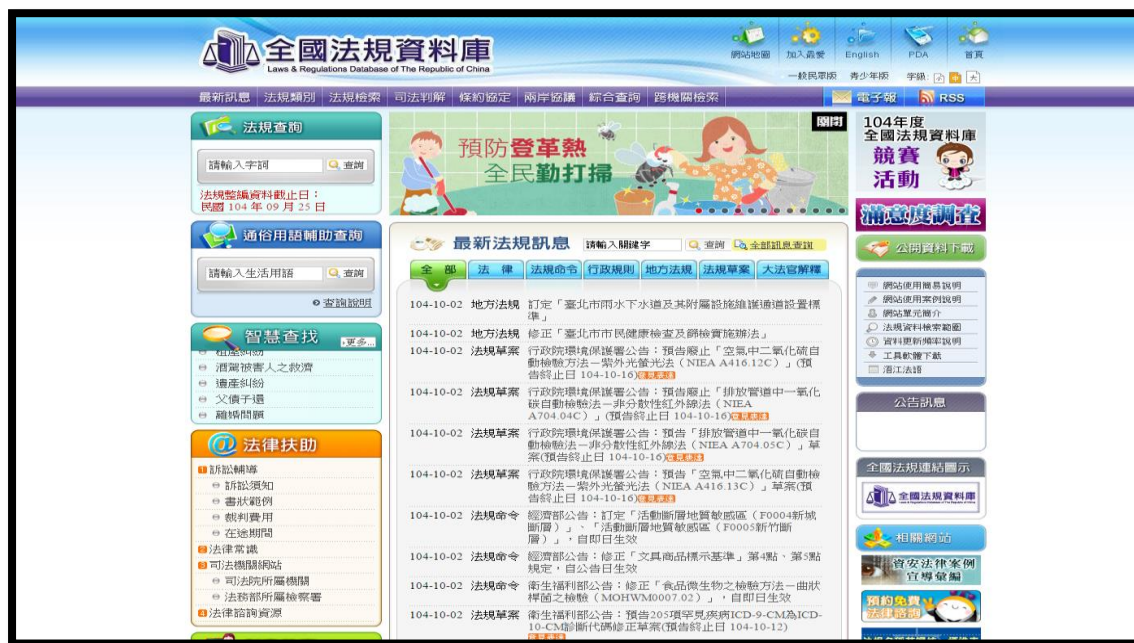 全國法規資料庫
Laws & Regulations Database of The Republic of China
網站地圖 加入最愛 English PDA 首頁
一般民眾版 青少年版 字級: 小 中 大
最新訊息 法規類別 法規檢索 司法判解 條約協定 兩岸協議 綜合查詢 跨機關檢索 電子報 RSS
法規查詢
請輸入字詞 查詢
法規整編資料截止日：
民國 104 年 09 月 25 日
通俗用語輔助查詢
請輸入生活用語 查詢
查詢說明
智慧查找
更多...
租屋糾紛
酒駕被害人之救濟
遺產糾紛
父債子還
離婚問題
法律扶助
1 訴訟輔導
訴訟須知
書狀範例
裁判費用
在途期間
2 法律常識
3 司法機關網站
司法院所屬機關
法務部所屬檢察署
4 法律諮詢資源
關閉
預防登革熱
全民勤打掃
最新法規訊息 請輸入關鍵字 查詢 全部訊息查詢
全 部 法 律 法規命令 行政規則 地方法規 法規草案 大法官解釋
104-10-02 地方法規 訂定「臺北市雨水下水道及其附屬設施維護通道設置標
準」
104-10-02 地方法規 修正「臺北市市民健康檢查及篩檢實施辦法」
104-10-02 法規草案 行政院環境保護署公告：預告廢止「空氣中二氧化硫自
動檢驗方法－紫外光螢光法（NIEA A416.12C）」(預
告終止日 104-10-16)意見表達
104-10-02 法規草案 行政院環境保護署公告：預告廢止「排放管道中一氧化
碳自動檢驗法－非分散性紅外線法（NIEA
A704.04C）」(預告終止日 104-10-16)意見表達
104-10-02 法規草案 行政院環境保護署公告：預告「排放管道中一氧化碳自
動檢驗法－非分散性紅外線法（NIEA A704.05C）」草
案(預告終止日 104-10-16)意見表達
104-10-02 法規草案 行政院環境保護署公告：預告「空氣中二氧化硫自動檢
驗方法－紫外光螢光法（NIEA A416.13C）」草案(預
告終止日 104-10-16)意見表達
104-10-02 法規命令 經濟部公告：訂定「活動斷層地質敏感區（F0004新城
斷層）」、「活動斷層地質敏感區（F0005新竹斷
層）」，自即日生效
104-10-02 法規命令 經濟部公告：修正「文具商品標示基準」第4點、第5點
規定，自公告日生效
104-10-02 法規命令 衛生福利部公告：修正「食品微生物之檢驗方法－曲狀
桿菌之檢驗（MOHWM0007.02）」，自即日生效
104-10-02 法規草案 衛生福利部公告：預告205項罕見疾病ICD-9-CM為ICD-
10-CM診斷代碼修正草案(預告終止日 104-10-12)
104年度
全國法規資料庫
競賽
活動
滿意度調查
公開資料下載
網站使用簡易說明
網站使用案例說明
網站單元簡介
法規資料檢索範圍
資料更新頻率說明
工具軟體下載
公告訊息
全國法規連結圖示
全國法規資料庫
相關網站
資安法律案例
宣導彙編
預約免費
法律諮詢